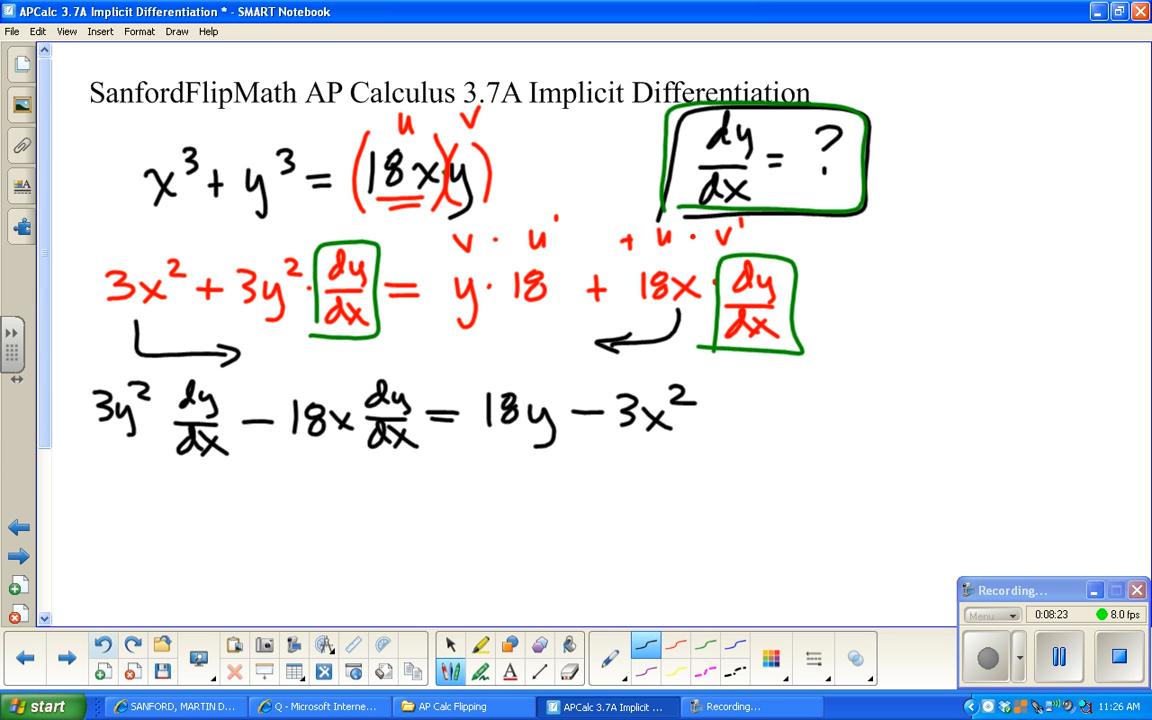 APCalc 3.7A Implicit Differentiation * - SMART Notebook
File Edit View Insert Format Draw Help
SanfordFlipMath AP Calculus 3.7A Implicit Differentiation
u v
x³ + y³ = (18x)(y)
dy/dx = ?
v · u' + u · v'
3x² + 3y² · dy/dx = y · 18 + 18x · dy/dx
3y² dy/dx − 18x dy/dx = 18y − 3x²
Recording...
Menu 0:08:23 8.0 fps
start SANFORD, MARTIN D... Q - Microsoft Interne... AP Calc Flipping APCalc 3.7A Implicit ... Recording... 11:26 AM